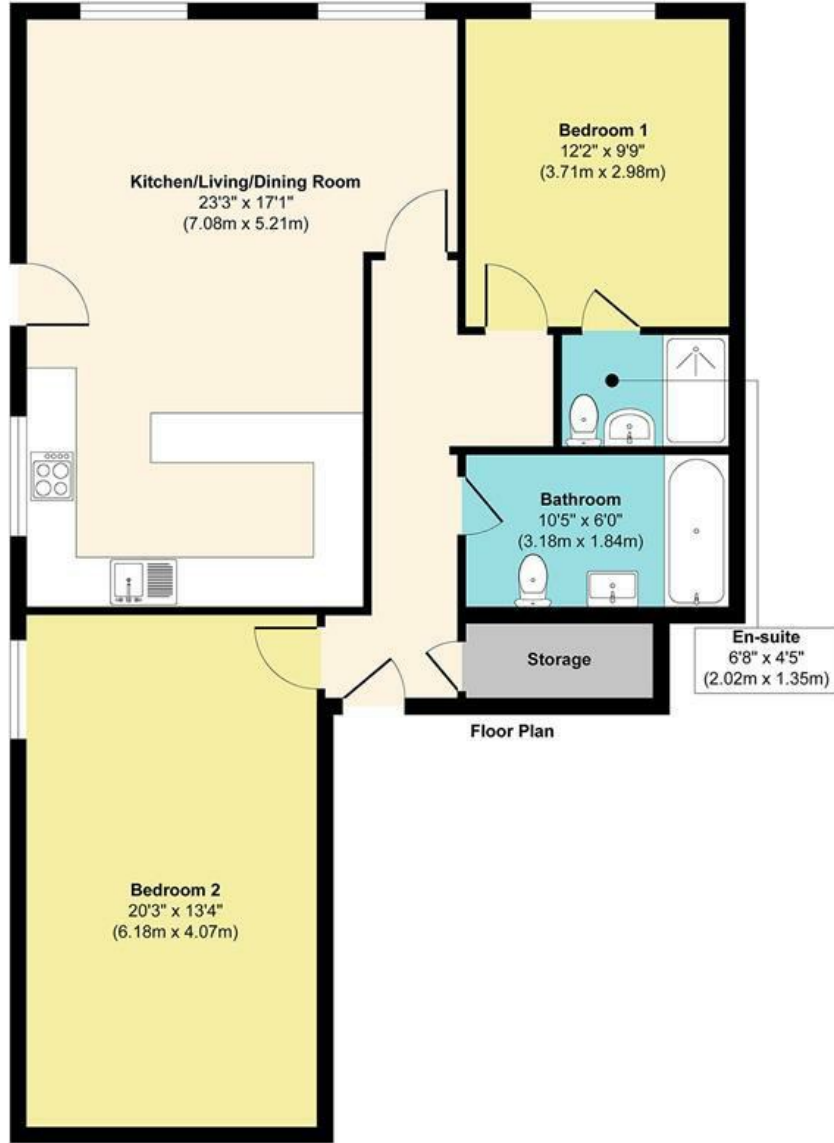 Kitchen/Living/Dining Room
23'3" x 17'1"
(7.08m x 5.21m)
Bedroom 1
12'2" x 9'9"
(3.71m x 2.98m)
Bathroom
10'5" x 6'0"
(3.18m x 1.84m)
En-suite
6'8" x 4'5"
(2.02m x 1.35m)
Storage
Floor Plan
Bedroom 2
20'3" x 13'4"
(6.18m x 4.07m)